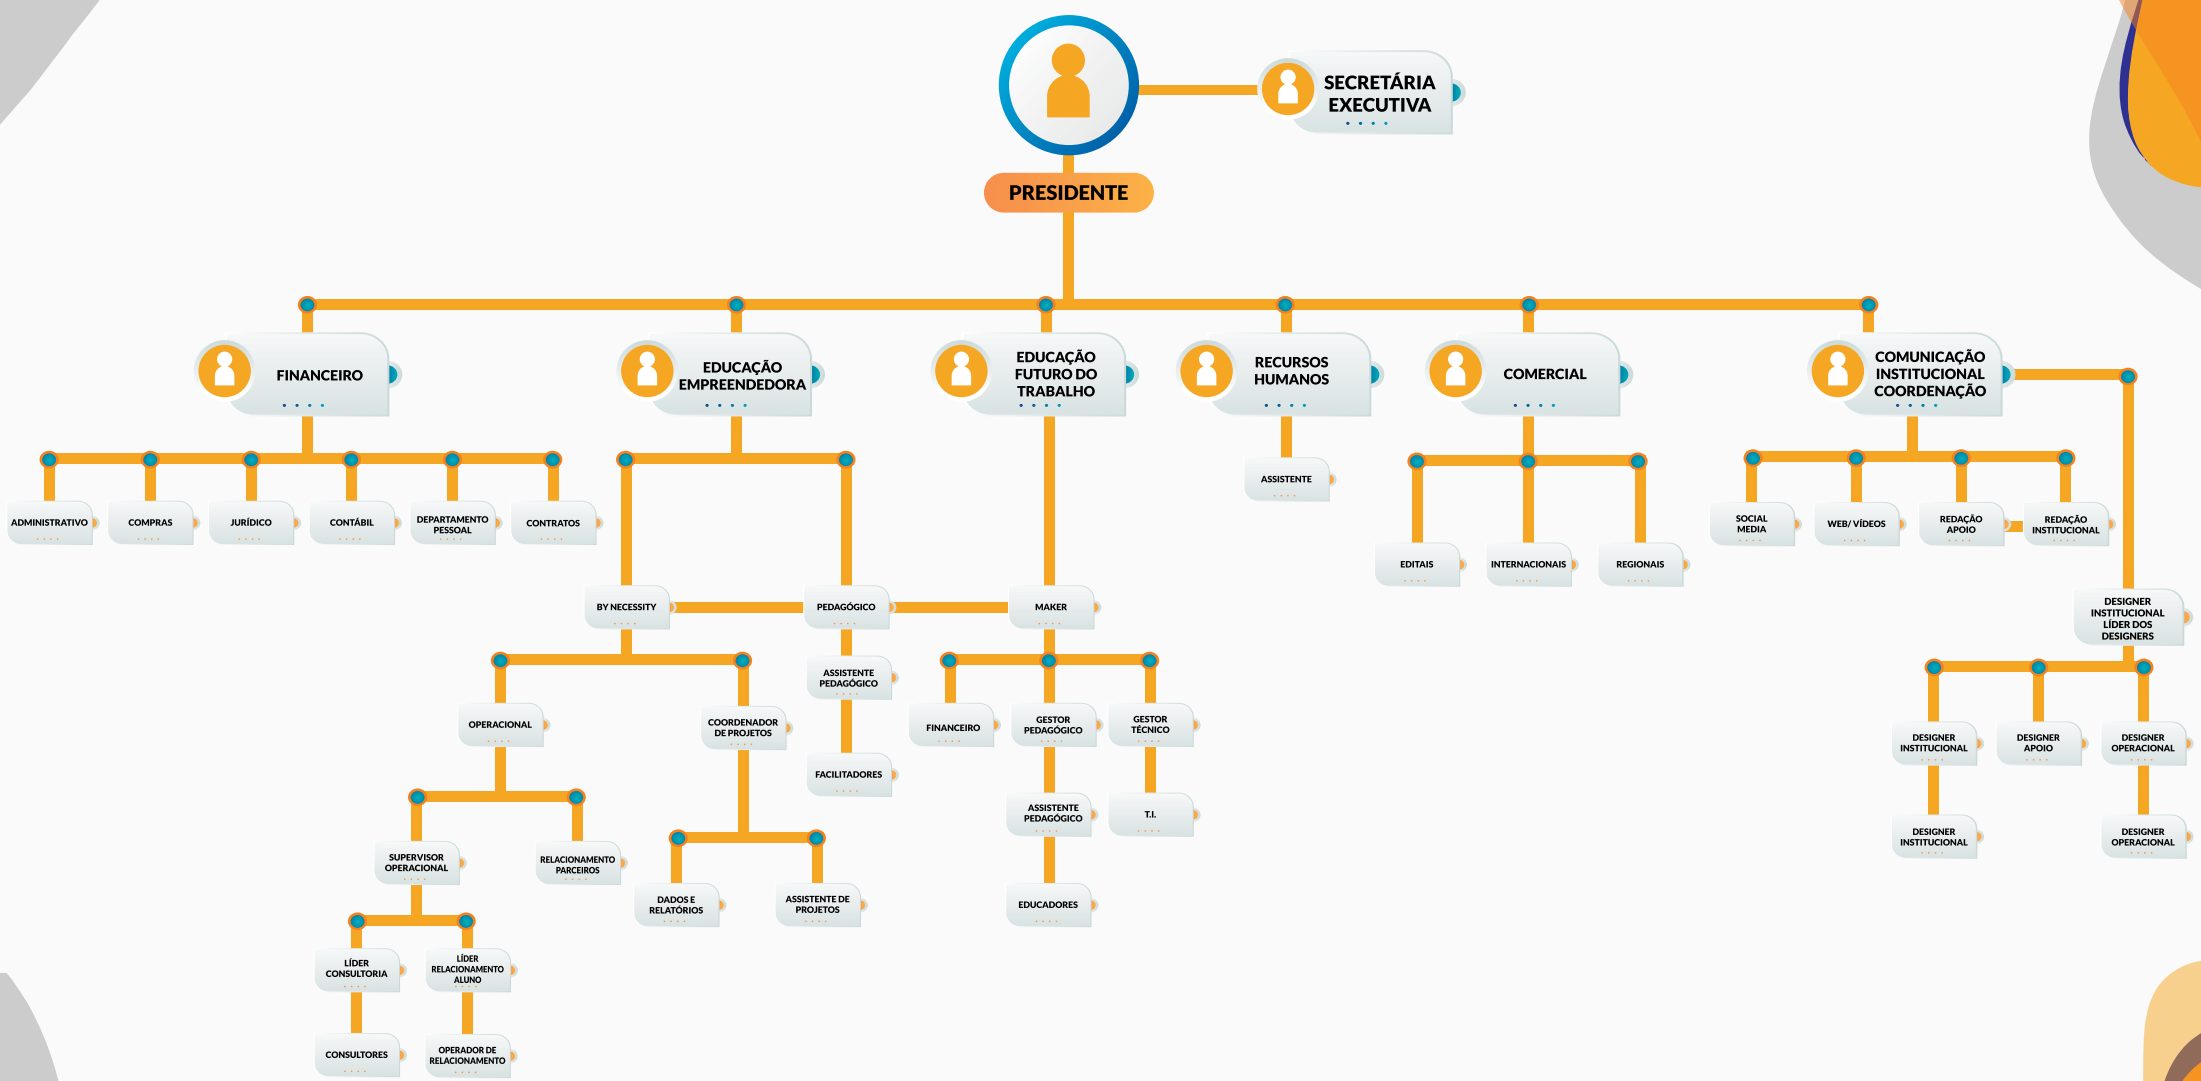 SECRETÁRIA
EXECUTIVA
PRESIDENTE
FINANCEIRO
EDUCAÇÃO
EMPREENDEDORA
EDUCAÇÃO
FUTURO DO
TRABALHO
RECURSOS
HUMANOS
COMERCIAL
COMUNICAÇÃO
INSTITUCIONAL
COORDENAÇÃO
ADMINISTRATIVO
COMPRAS
JURÍDICO
CONTÁBIL
DEPARTAMENTO
PESSOAL
CONTRATOS
ASSISTENTE
EDITAIS
INTERNACIONAIS
REGIONAIS
SOCIAL
MEDIA
WEB/ VÍDEOS
REDAÇÃO
APOIO
REDAÇÃO
INSTITUCIONAL
BY NECESSITY
PEDAGÓGICO
MAKER
DESIGNER
INSTITUCIONAL
LÍDER DOS
DESIGNERS
OPERACIONAL
COORDENADOR
DE PROJETOS
ASSISTENTE
PEDAGÓGICO
FACILITADORES
FINANCEIRO
GESTOR
PEDAGÓGICO
GESTOR
TÉCNICO
DESIGNER
INSTITUCIONAL
DESIGNER
APOIO
DESIGNER
OPERACIONAL
ASSISTENTE
PEDAGÓGICO
T.I.
DESIGNER
INSTITUCIONAL
DESIGNER
OPERACIONAL
SUPERVISOR
OPERACIONAL
RELACIONAMENTO
PARCEIROS
DADOS E
RELATÓRIOS
ASSISTENTE DE
PROJETOS
EDUCADORES
LÍDER
CONSULTORIA
LÍDER
RELACIONAMENTO
ALUNO
CONSULTORES
OPERADOR DE
RELACIONAMENTO